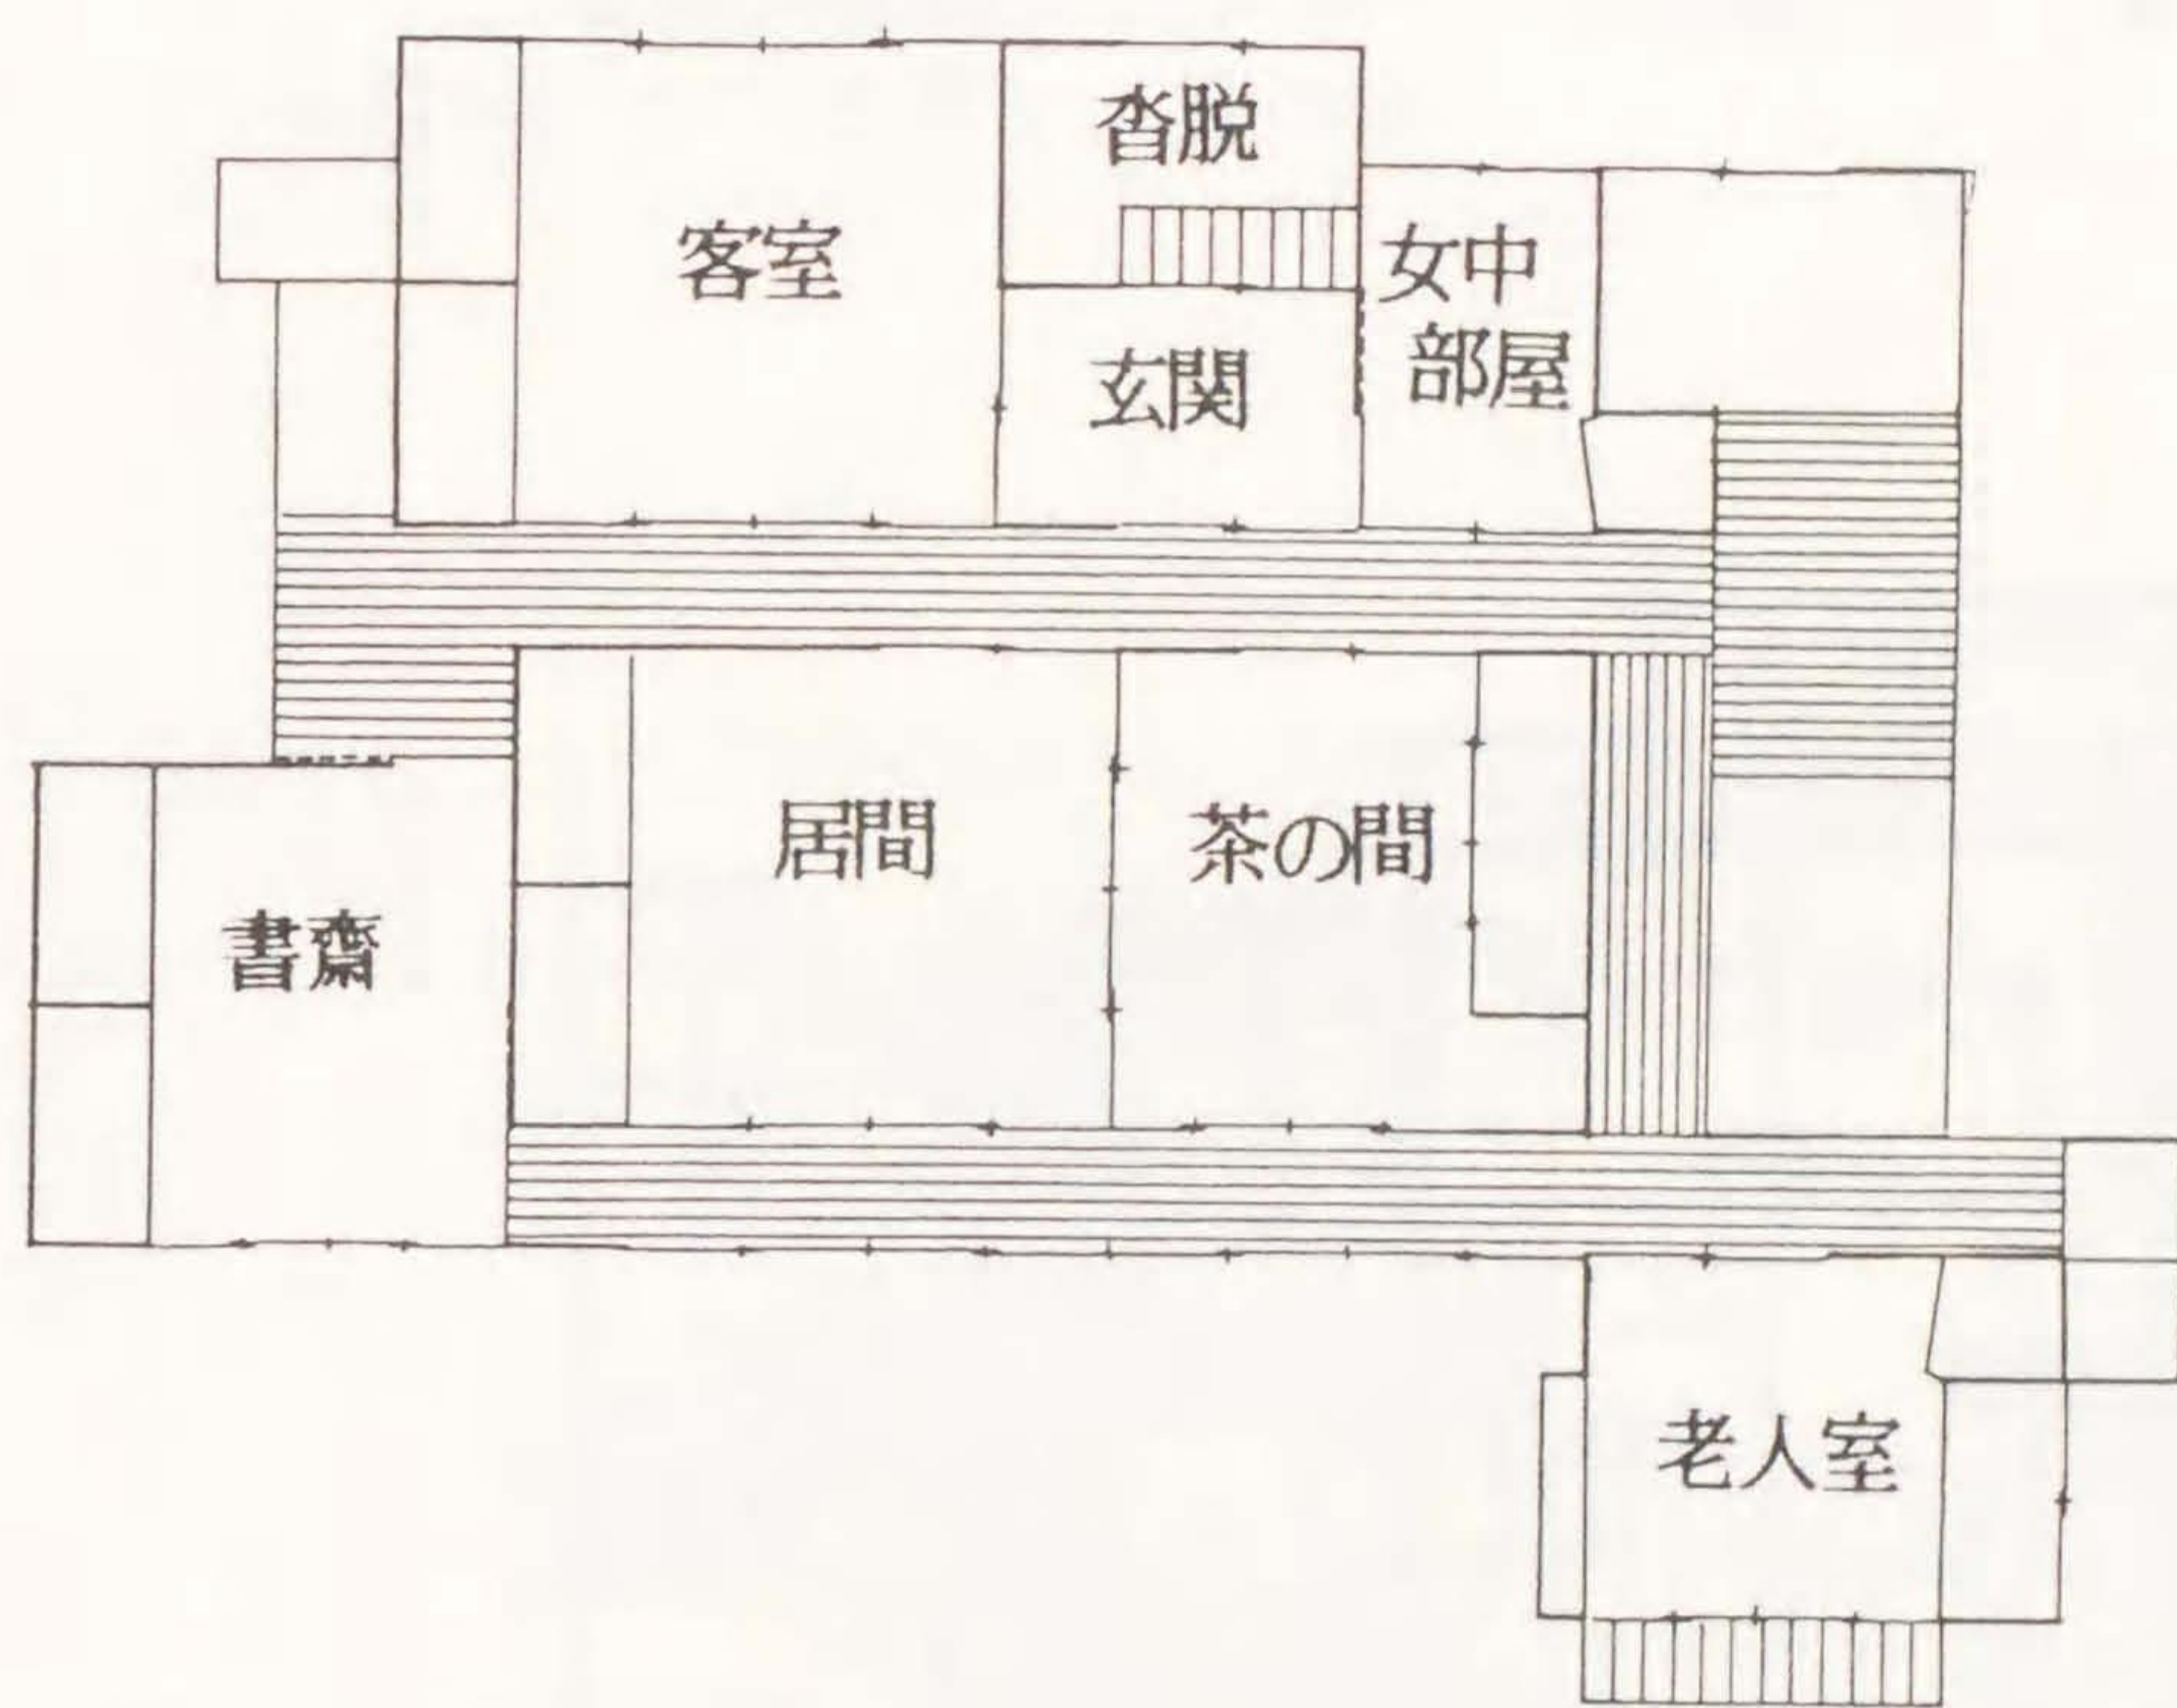 沓脱
客室
女中
部屋
玄関
居間
茶の間
書齋
老人室